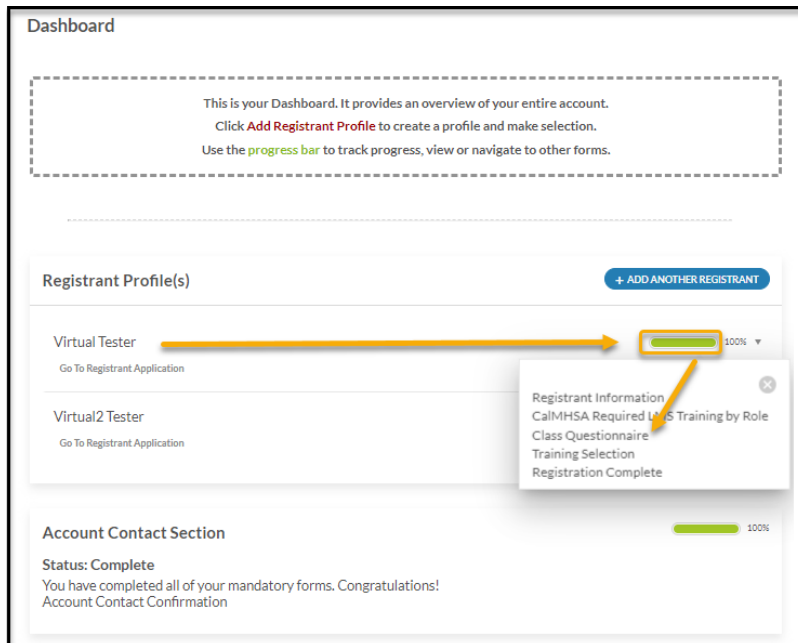 Dashboard
This is your Dashboard. It provides an overview of your entire account.
Click Add Registrant Profile to create a profile and make selection.
Use the progress bar to track progress, view or navigate to other forms.
Registrant Profile(s)
+ ADD ANOTHER REGISTRANT
Virtual Tester
100%
Go To Registrant Application
Registrant Information
CalMHSA Required LMS Training by Role
Class Questionnaire
Training Selection
Registration Complete
Virtual2 Tester
Go To Registrant Application
Account Contact Section
100%
Status: Complete
You have completed all of your mandatory forms. Congratulations!
Account Contact Confirmation